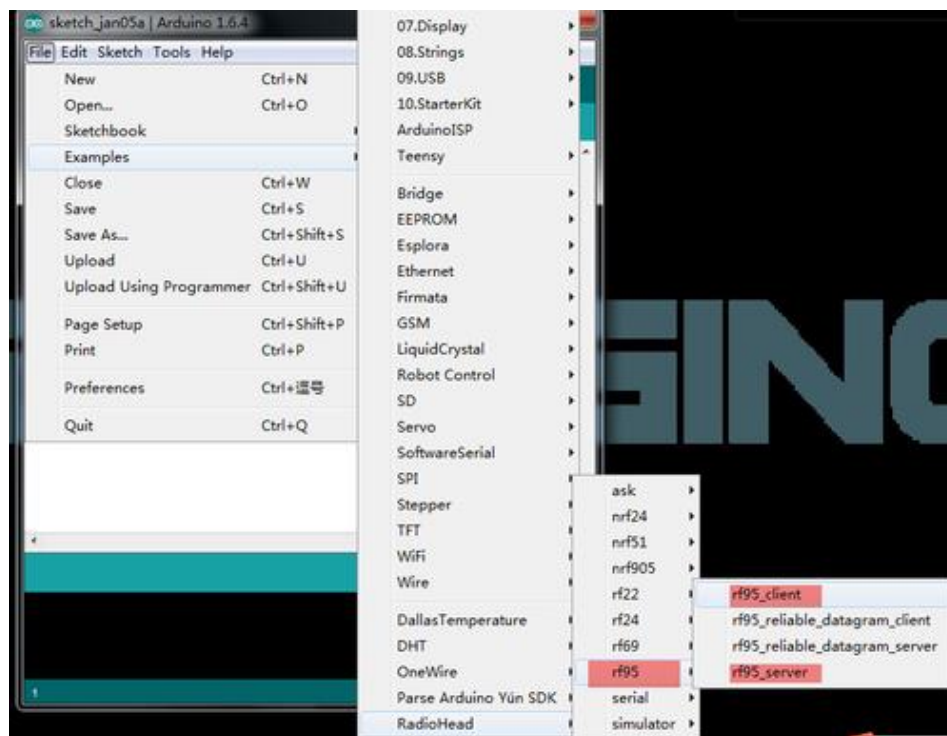 sketch_jan05a | Arduino 1.6.4
File Edit Sketch Tools Help
New Ctrl+N
Open... Ctrl+O
Sketchbook
Examples
Close Ctrl+W
Save Ctrl+S
Save As... Ctrl+Shift+S
Upload Ctrl+U
Upload Using Programmer Ctrl+Shift+U
Page Setup Ctrl+Shift+P
Print Ctrl+P
Preferences Ctrl+逗号
Quit Ctrl+Q
1
07.Display
08.Strings
09.USB
10.StarterKit
ArduinoISP
Teensy
Bridge
EEPROM
Esplora
Ethernet
Firmata
GSM
LiquidCrystal
Robot Control
SD
Servo
SoftwareSerial
SPI
Stepper
TFT
WiFi
Wire
DallasTemperature
DHT
OneWire
Parse Arduino Yún SDK
RadioHead
ask
nrf24
nrf51
nrf905
rf22
rf24
rf69
rf95
serial
simulator
rf95_client
rf95_reliable_datagram_client
rf95_reliable_datagram_server
rf95_server